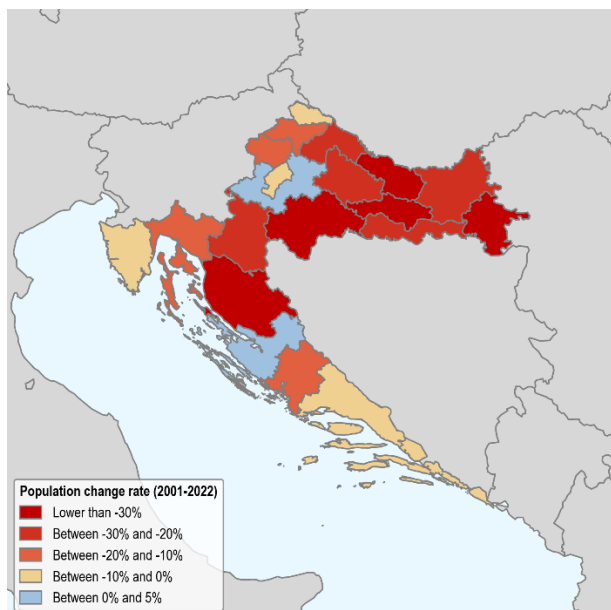 Population change rate (2001-2022)
Lower than -30%
Between -30% and -20%
Between -20% and -10%
Between -10% and 0%
Between 0% and 5%